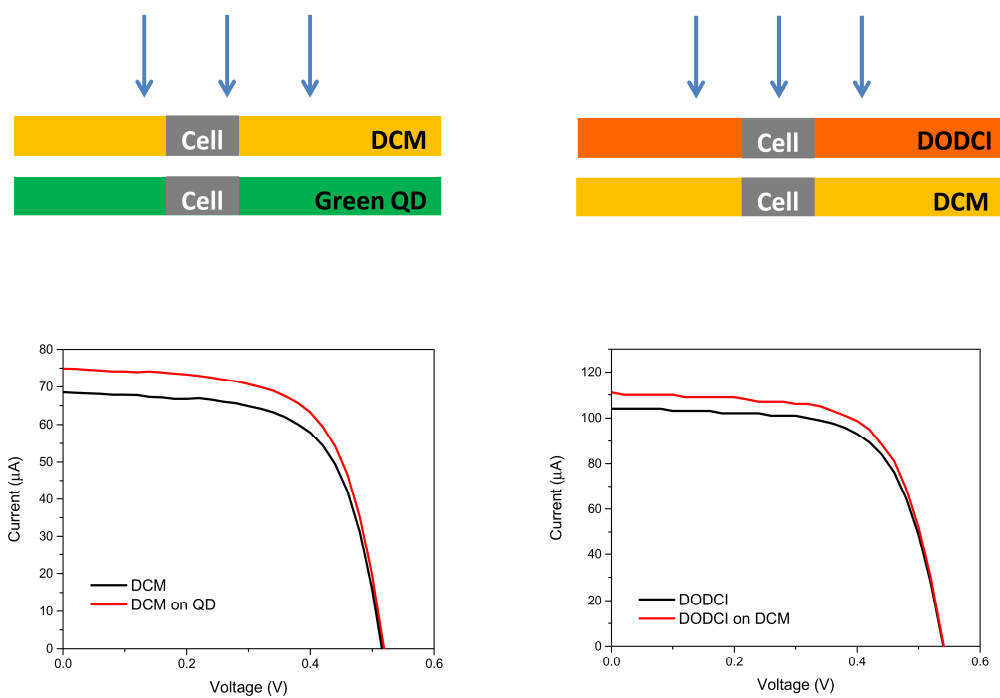 Cell DCM
Cell Green QD
Cell DODCI
Cell DCM
80
70
60
50
40
30
20
10
0
0.0 0.2 0.4 0.6
Current (µA)
Voltage (V)
DCM
DCM on QD
120
100
80
60
40
20
0
0.0 0.2 0.4 0.6
Current (µA)
Voltage (V)
DODCI
DODCI on DCM